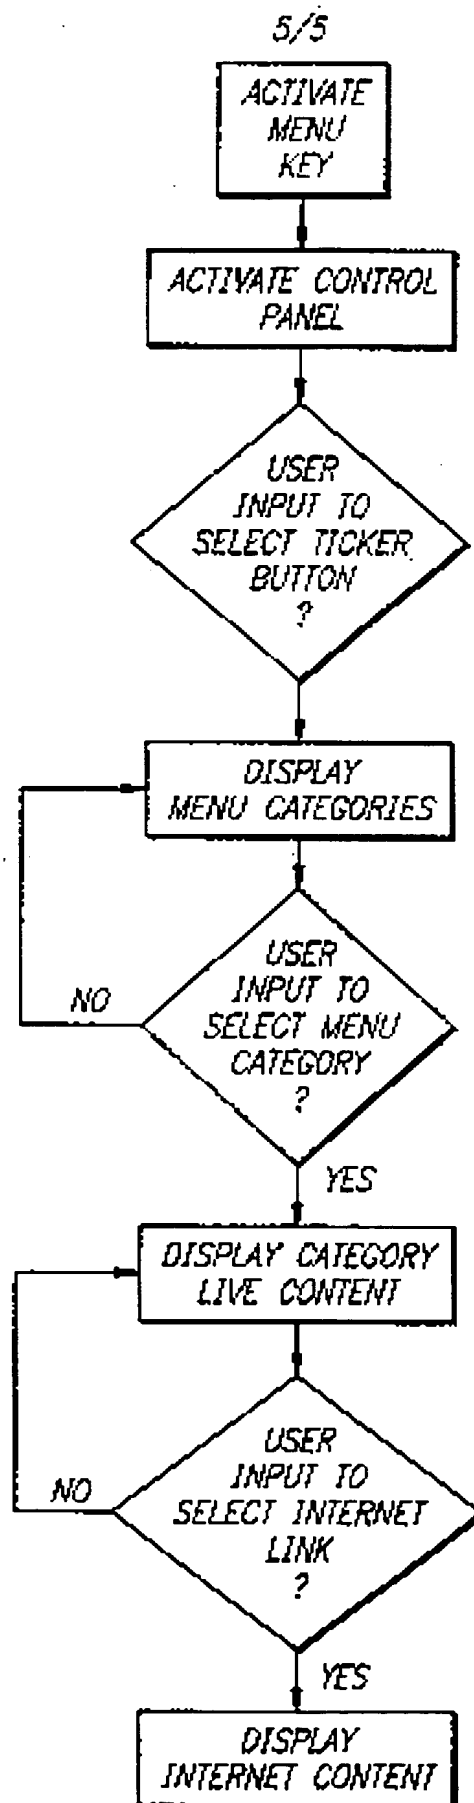 5/5
ACTIVATE
MENU
KEY
ACTIVATE CONTROL
PANEL
USER
INPUT TO
SELECT TICKER
BUTTON
?
DISPLAY
MENU CATEGORIES
USER
INPUT TO
SELECT MENU
CATEGORY
?
NO
YES
DISPLAY CATEGORY
LIVE CONTENT
USER
INPUT TO
SELECT INTERNET
LINK
?
NO
YES
DISPLAY
INTERNET CONTENT